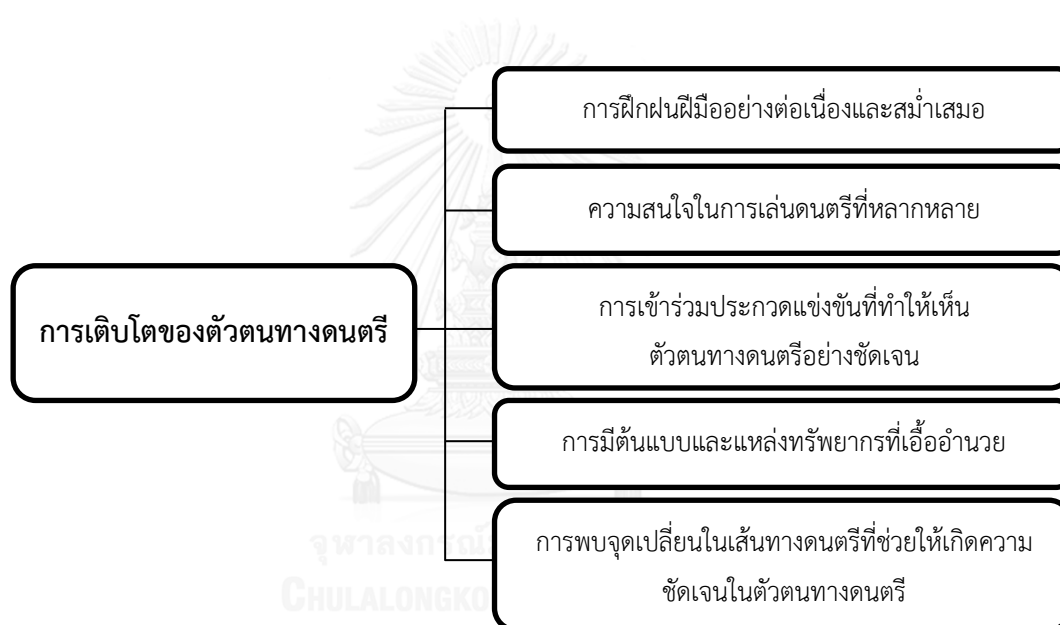 การฝึกฝนฝีมืออย่างต่อเนื่องและสม่ำเสมอ
ความสนใจในการเล่นดนตรีที่หลากหลาย
การเติบโตของตัวตนทางดนตรี
การเข้าร่วมประกวดแข่งขันที่ทำให้เห็น
ตัวตนทางดนตรีอย่างชัดเจน
การมีต้นแบบและแหล่งทรัพยากรที่เอื้ออำนวย
การพบจุดเปลี่ยนในเส้นทางดนตรีที่ช่วยให้เกิดความ
ชัดเจนในตัวตนทางดนตรี
จุฬาลงกรณ์
CHULALONGKO